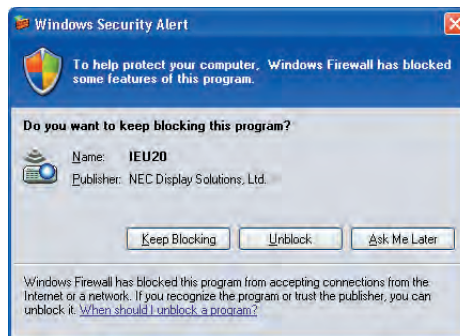 Windows Security Alert
To help protect your computer, Windows Firewall has blocked
some features of this program.
Do you want to keep blocking this program?
Name: IEU20
Publisher: NEC Display Solutions, Ltd.
Keep Blocking Unblock Ask Me Later
Windows Firewall has blocked this program from accepting connections from the
Internet or a network. If you recognize the program or trust the publisher, you can
unblock it. When should I unblock a program?